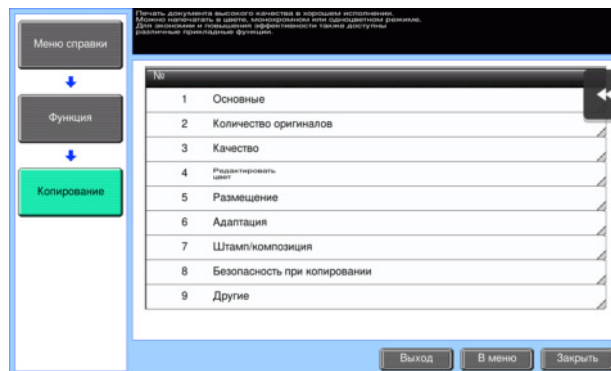 Печать документа высокого качества в хорошем исполнении.
Можно напечатать в цвете, монохромном или одноцветном режиме.
Для экономии и повышения эффективности также доступны
различные прикладные функции.
Меню справки
Функция
Копирование
№
1 Основные
2 Количество оригиналов
3 Качество
4 Редактировать
цвет
5 Размещение
6 Адаптация
7 Штамп/композиция
8 Безопасность при копировании
9 Другие
Выход
В меню
Закрыть